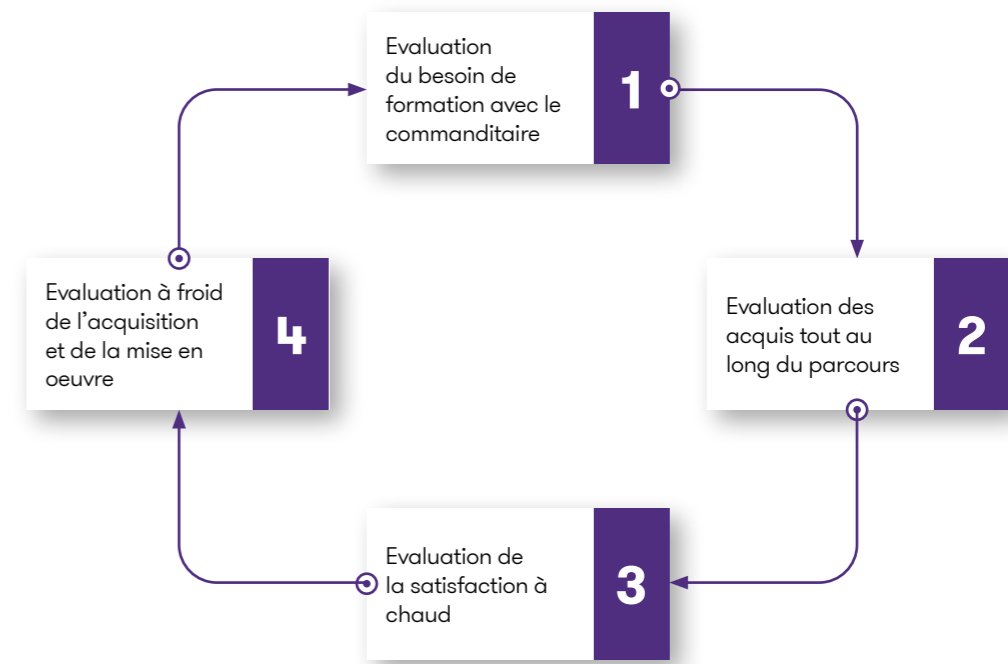 Evaluation
du besoin de
formation avec le
commanditaire
1
Evaluation des
acquis tout au
long du parcours
2
Evaluation de
la satisfaction à
chaud
3
Evaluation à froid
de l'acquisition
et de la mise en
oeuvre
4